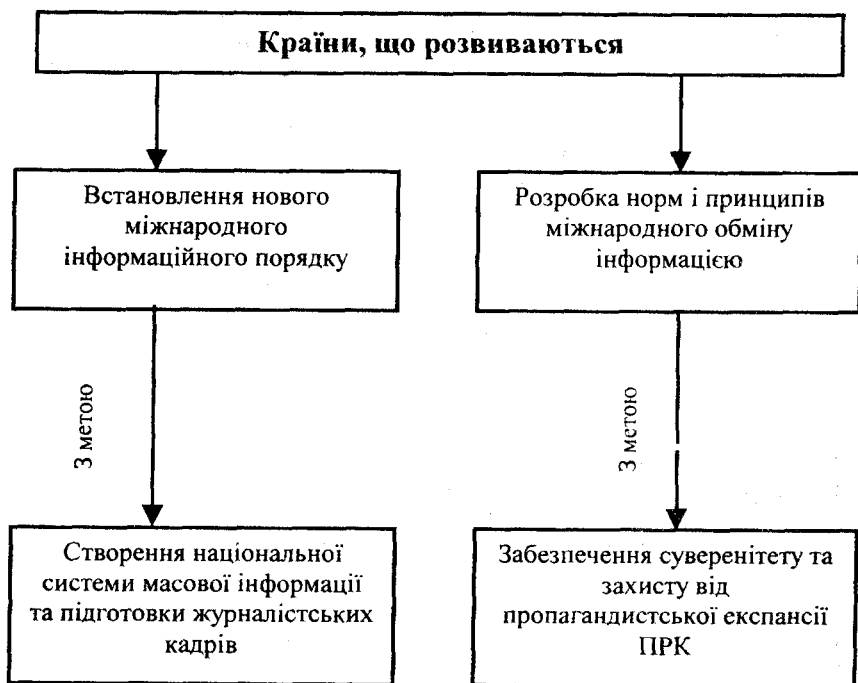 Країни, що розвиваються
Встановлення нового
міжнародного
інформаційного порядку
Розробка норм і принципів
міжнародного обміну
інформацією
З метою
З метою
Створення національної
системи масової інформації
та підготовки журналістських
кадрів
Забезпечення суверенітету та
захисту від
пропагандистської експансії
ПРК